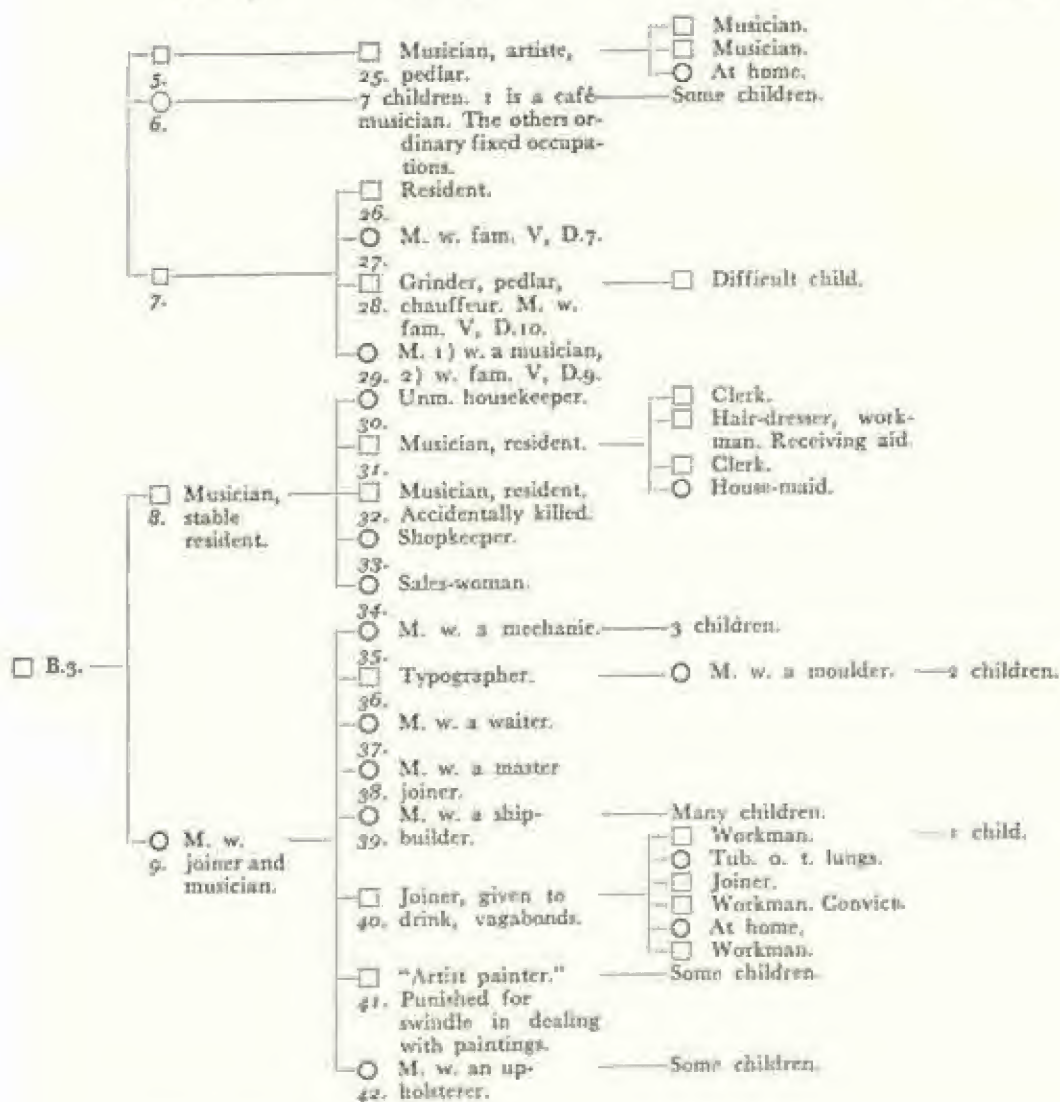 Musician.
Musician, artiste, Musician.
5. 25. pedlar. At home.
6. 7 children. 1 is a café Some children.
musician. The others or-
dinary fixed occupa-
tions.
Resident.
26.
M. w. fam. V, D.7.
27.
7. Grinder, pedlar, Difficult child.
28. chauffeur. M. w.
fam. V, D.10.
M. 1) w. a musician,
29. 2) w. fam. V, D.9.
Unm. housekeeper. Clerk.
30. Hair-dresser, work-
Musician, resident. man. Receiving aid.
31. Clerk.
Musician, Musician, resident. House-maid.
8. stable 32. Accidentally killed.
resident. Shopkeeper.
33.
Sales-woman.
34.
M. w. a mechanic. 3 children.
B.3. 35.
Typographer. M. w. a moulder. children.
36.
M. w. a waiter.
37.
M. w. a master
38. joiner.
M. w. a ship- Many children.
M. w. 39. builder. Workman. 1 child.
9. joiner and Tub. o. t. lungs.
musician. Joiner.
Joiner, given to Workman. Convict.
40. drink, vagabonds. At home.
Workman.
"Artist painter." Some children.
41. Punished for
swindle in dealing
with paintings.
M. w. an up- Some children.
42. holsterer.